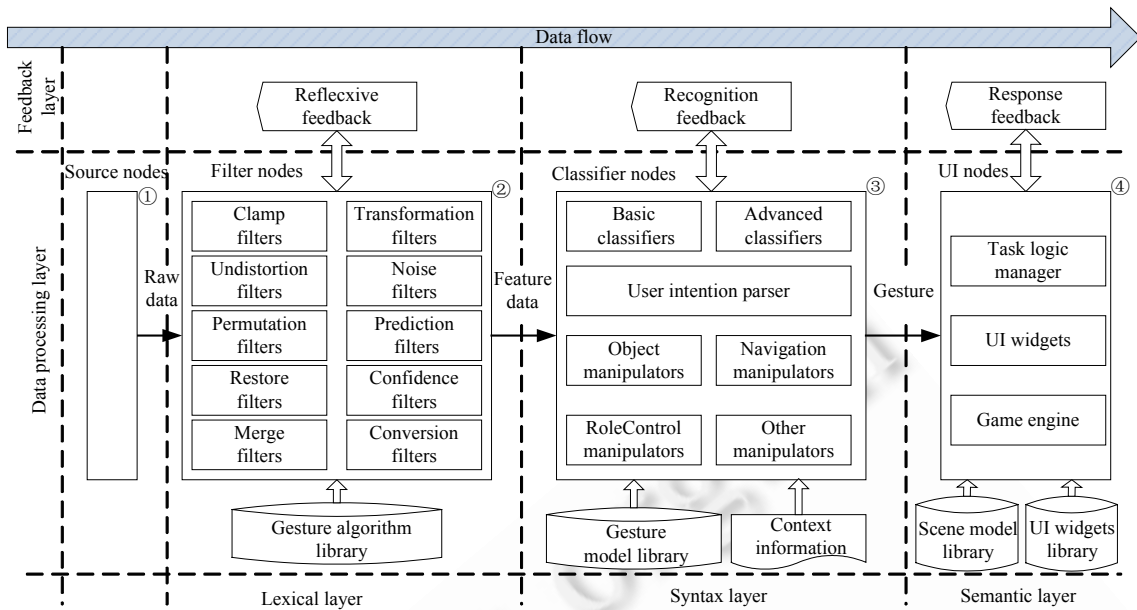 Data flow
Feedback
layer
Reflecxive
feedback
Recognition
feedback
Response
feedback
Data processing layer
Source nodes
①
Filter nodes
②
Classifier nodes
③
UI nodes
④
Clamp
filters
Transformation
filters
Undistortion
filters
Noise
filters
Permutation
filters
Prediction
filters
Restore
filters
Confidence
filters
Merge
filters
Conversion
filters
Raw
data
Feature
data
Gesture
Basic
classifiers
Advanced
classifiers
User intention parser
Object
manipulators
Navigation
manipulators
RoleControl
manipulators
Other
manipulators
Task logic
manager
UI widgets
Game engine
Gesture algorithm
library
Gesture
model library
Context
information
Scene model
library
UI widgets
library
Lexical layer
Syntax layer
Semantic layer